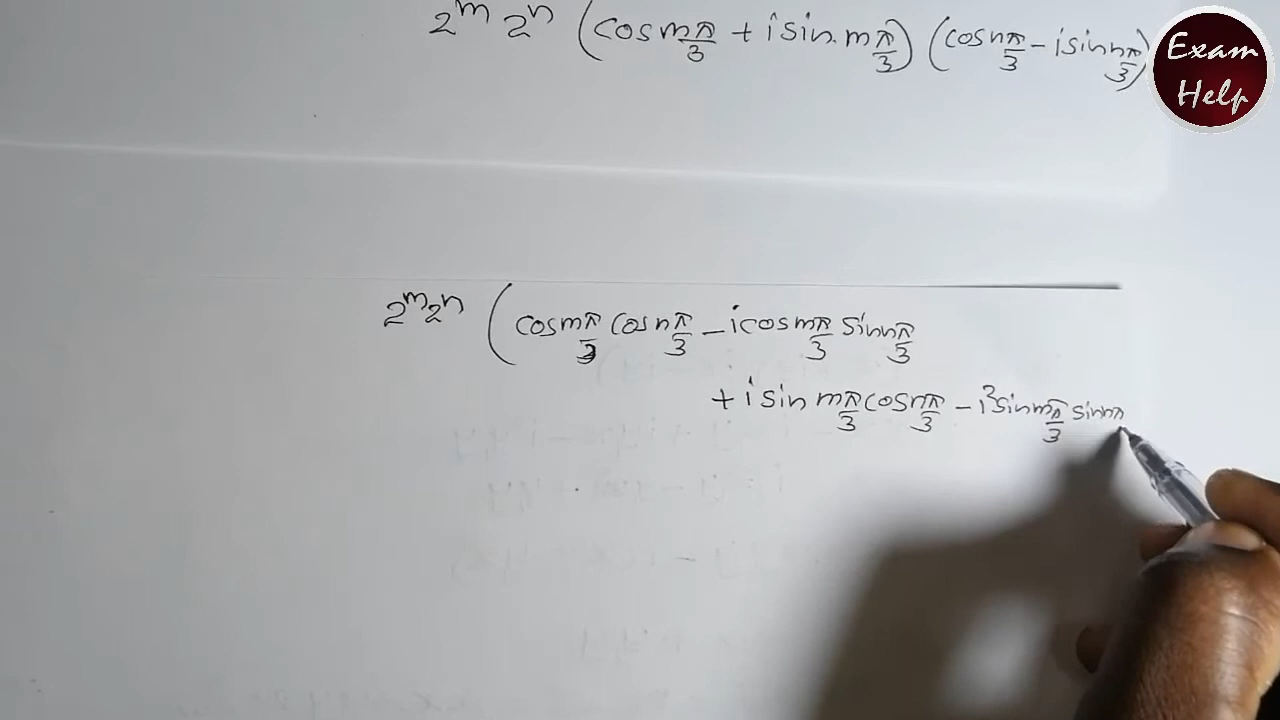 2^m 2^n (cos mπ/3 + i sin. mπ/3) (cos nπ/3 - i sin nπ/3)
Exam
Help
2^m 2^n (cos mπ/3 cos nπ/3 - i cos mπ/3 sin nπ/3
+ i sin mπ/3 cos nπ/3 - i² sin mπ/3 sin nπ